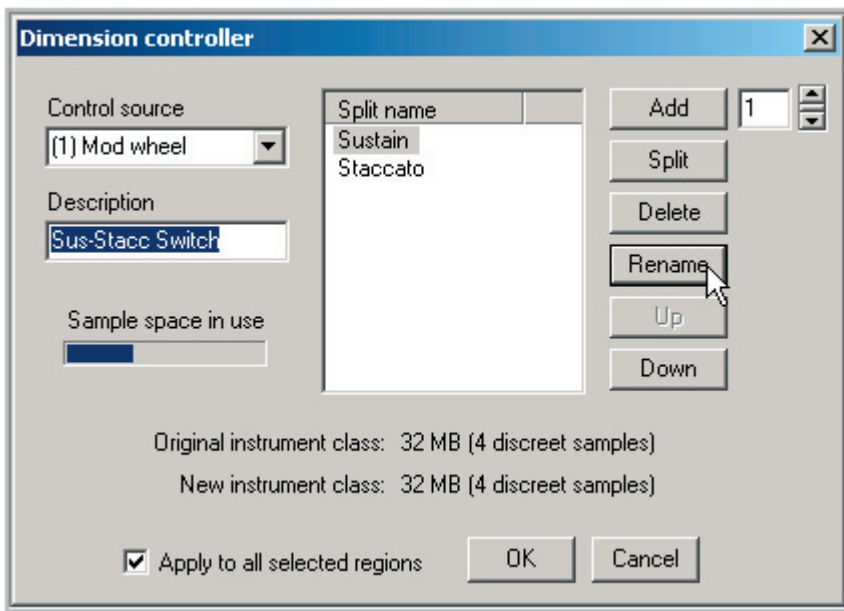 Dimension controller
Control source
(1) Mod wheel
Description
Sus-Stacc Switch
Sample space in use
Split name
Sustain
Staccato
Add
1
Split
Delete
Rename
Up
Down
Original instrument class: 32 MB (4 discreet samples)
New instrument class: 32 MB (4 discreet samples)
Apply to all selected regions
OK
Cancel